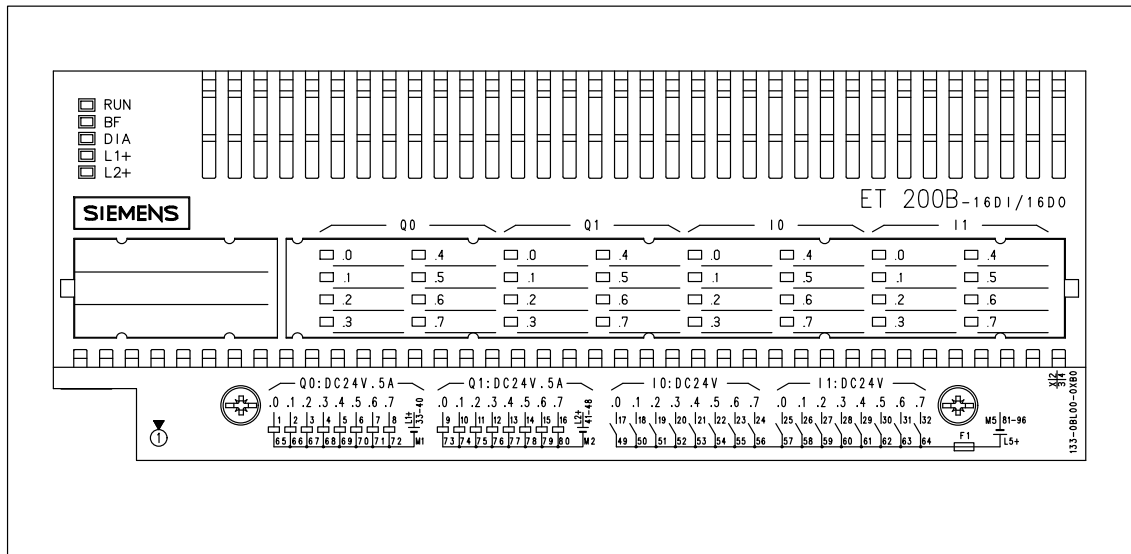 RUN
BF
DIA
L1+
L2+
SIEMENS
ET 200B-16DI/16DO
Q0 Q1 I0 I1
.0 .4 .0 .4 .0 .4 .0 .4
.1 .5 .1 .5 .1 .5 .1 .5
.2 .6 .2 .6 .2 .6 .2 .6
.3 .7 .3 .7 .3 .7 .3 .7
Q0:DC24V.5A Q1:DC24V.5A I0:DC24V I1:DC24V
.0 .1 .2 .3 .4 .5 .6 .7 .0 .1 .2 .3 .4 .5 .6 .7 .0 .1 .2 .3 .4 .5 .6 .7 .0 .1 .2 .3 .4 .5 .6 .7
1 2 3 4 5 6 7 8 L1+ 33-40 9 10 11 12 13 14 15 16 L2+ 41-48 17 18 19 20 21 22 23 24 25 26 27 28 29 30 31 32 M5 81-96
65 66 67 68 69 70 71 72 M1 73 74 75 76 77 78 79 80 M2 49 50 51 52 53 54 55 56 57 58 59 60 61 62 63 64 F1 L5+
1
X 2
3 4
133-0BL00-0XB0